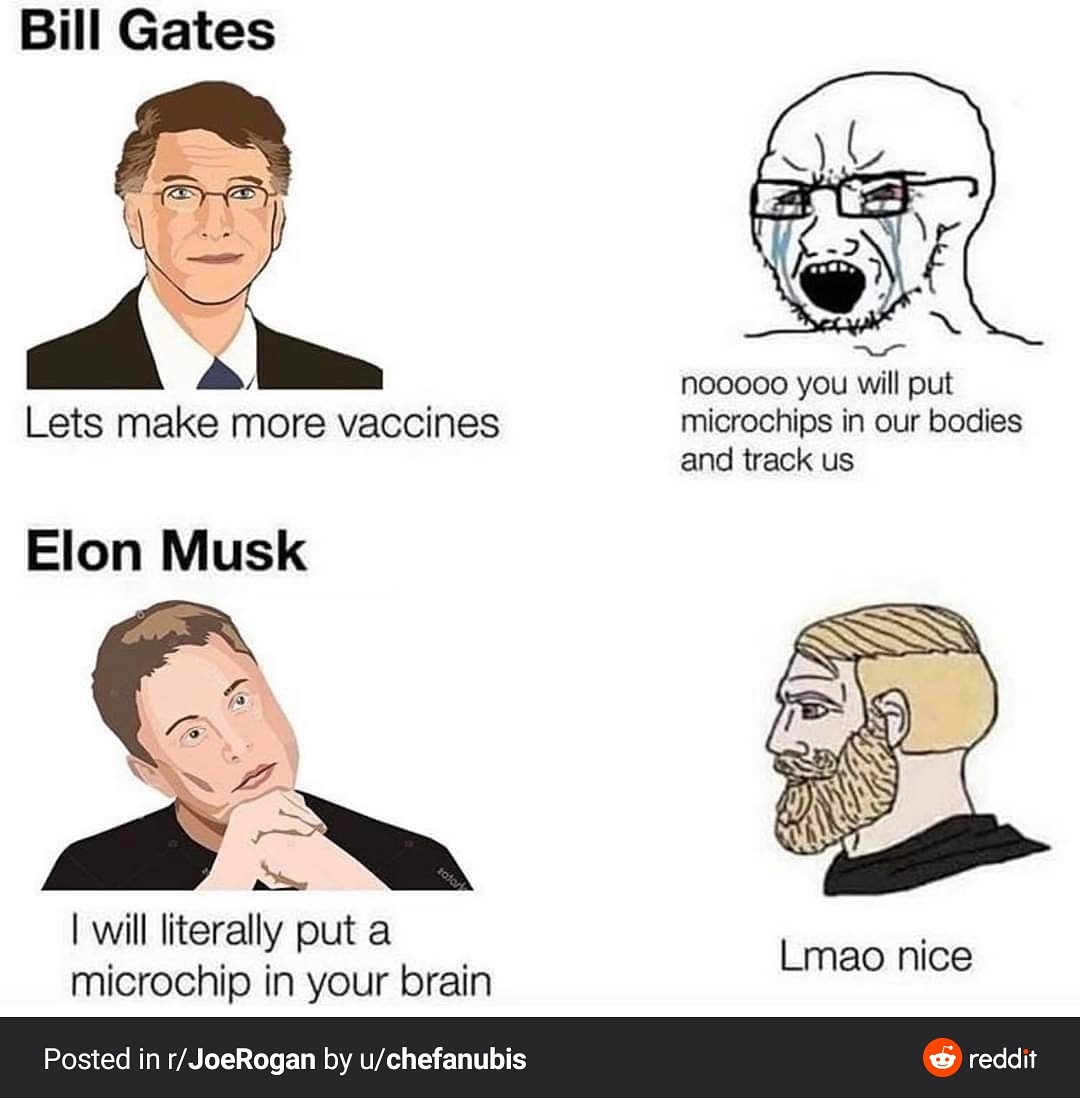 Bill Gates
Lets make more vaccines
nooooo you will put
microchips in our bodies
and track us
Elon Musk
I will literally put a
microchip in your brain
Lmao nice
Posted in r/JoeRogan by u/chefanubis
reddit